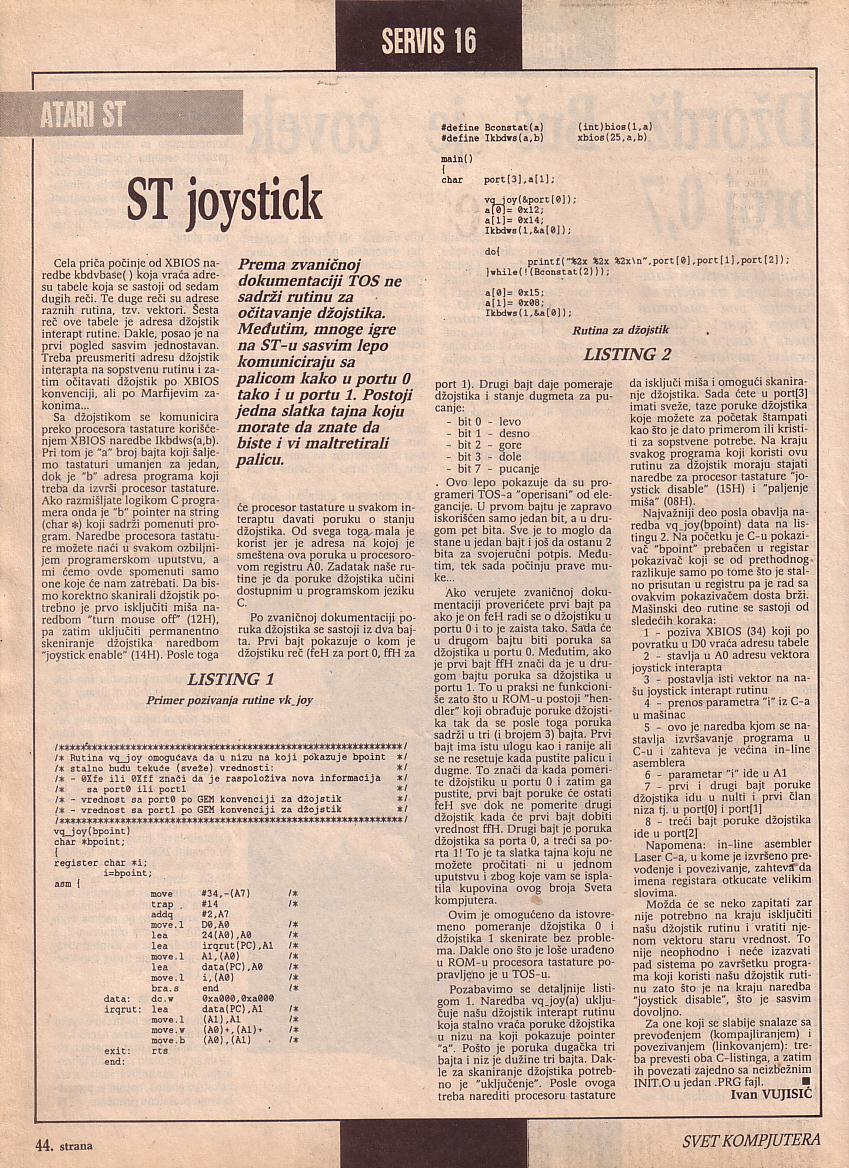 SERVIS 16
ATARI ST
ST joystick
Cela priča počinje od XBIOS na-
redbe kbdvbase( ) koja vraća adre-
su tabele koja se sastoji od sedam
dugih reči. Te duge reči su adrese
raznih rutina, tzv. vektori. Šesta
reč ove tabele je adresa džojstik
interapt rutine. Dakle, posao je na
prvi pogled sasvim jednostavan.
Treba preusmeriti adresu džojstik
interapta na sopstvenu rutinu i za-
tim očitavati džojstik po XBIOS
konvenciji, ali po Marfijevim za-
konima...
Sa džojstikom se komunicira
preko procesora tastature korišće-
njem XBIOS naredbe Ikbdws(a,b).
Pri tom je "a" broj bajta koji šalje-
mo tastaturi umanjen za jedan,
dok je "b" adresa programa koji
treba da izvrši procesor tastature.
Ako razmišljate logikom C progra-
mera onda je "b" pointer na string
(char *) koji sadrži pomenuti pro-
gram. Naredbe procesora tastatu-
re možete naći u svakom ozbiljni-
jem programerskom uputstvu, a
mi ćemo ovde spomenuti samo
one koje će nam zatrebati. Da bis-
mo korektno skanirali džojstik po-
trebno je prvo isključiti miša na-
redbom "turn mouse off" (12H),
pa zatim uključiti permanentno
skeniranje džojstika naredbom
"joystick enable" (14H). Posle toga
Prema zvaničnoj
dokumentaciji TOS ne
sadrži rutinu za
očitavanje džojstika.
Međutim, mnoge igre
na ST-u sasvim lepo
komuniciraju sa
palicom kako u portu 0
tako i u portu 1. Postoji
jedna slatka tajna koju
morate da znate da
biste i vi maltretirali
palicu.
će procesor tastature u svakom in-
teraptu davati poruku o stanju
džojstika. Od svega toga mala je
korist jer je adresa na kojoj je
smeštena ova poruka u procesoro-
vom registru A0. Zadatak naše ru-
tine je da poruke džojstika učini
dostupnim u programskom jeziku
C.
Po zvaničnoj dokumentaciji po-
ruka džojstika se sastoji iz dva baj-
ta. Prvi bajt pokazuje o kom je
džojstiku reč (feH za port 0, ffH za
LISTING 1
Primer pozivanja rutine vk_joy
/**************************************************************/
/* Rutina vq_joy omogućava da u nizu na koji pokazuje bpoint */
/* stalno budu tekuće (sveže) vrednosti: */
/* - 0Xfe ili 0Xff znači da je raspoloživa nova informacija */
/* sa port0 ili port1 */
/* - vrednost sa port0 po GEM konvenciji za džojstik */
/* - vrednost sa port1 po GEM konvenciji za džojstik */
/**************************************************************/
vq_joy(bpoint)
char *bpoint;
{
register char *i;
i=bpoint;
asm {
move #34,-(A7) /*
trap #14 /*
addq #2,A7
move.l D0,A0 /*
lea 24(A0),A0 /*
lea irqrut(PC),A1 /*
move.l A1,(A0) /*
lea data(PC),A0 /*
move.l i,(A0) /*
bra.s end /*
data: dc.w 0xa000,0xa000
irqrut: lea data(PC),A1 /*
move.l (A1),A1 /*
move.w (A0)+,(A1)+ /*
move.b (A0),(A1) /*
exit: rts
end:
#define Bconstat(a) (int)bios(1,a)
#define Ikbdws(a,b) xbios(25,a,b)
main()
{
char port[3],a[1];
vq_joy(&port[0]);
a[0]= 0x12;
a[1]= 0x14;
Ikbdws(1,&a[0]);
do{
printf("%2x %2x %2x\n",port[0],port[1],port[2]);
}while(!(Bconstat(2)));
a[0]= 0x15;
a[1]= 0x08;
Ikbdws(1,&a[0]);
Rutina za džojstik
LISTING 2
port 1). Drugi bajt daje pomeraje
džojstika i stanje dugmeta za pu-
canje:
- bit 0 - levo
- bit 1 - desno
- bit 2 - gore
- bit 3 - dole
- bit 7 - pucanje
Ovo lepo pokazuje da su pro-
grameri TOS-a "operisani" od ele-
gancije. U prvom bajtu je zapravo
iskorišćen samo jedan bit, a u dru-
gom pet bita. Sve je to moglo da
stane u jedan bajt i još da ostanu 2
bita za svojeručni potpis. Među-
tim, tek sada počinju prave mu-
ke...
Ako verujete zvaničnoj doku-
mentaciji proverićete prvi bajt pa
ako je on feH radi se o džojstiku u
portu 0 i to je zaista tako. Sada će
u drugom bajtu biti poruka sa
džojstika u portu 0. Međutim, ako
je prvi bajt ffH znači da je u dru-
gom bajtu poruka sa džojstika u
portu 1. To u praksi ne funkcioni-
še zato što u ROM-u postoji "hen-
dler" koji obrađuje poruke džojsti-
ka tak da se posle toga poruka
sadrži u tri (i brojem 3) bajta. Prvi
bajt ima istu ulogu kao i ranije ali
se ne resetuje kada pustite palicu i
dugme. To znači da kada pomeri-
te džojstik u portu 0 i zatim ga
pustite, prvi bajt poruke će ostati
feH sve dok ne pomerite drugi
džojstik kada će prvi bajt dobiti
vrednost ffH. Drugi bajt je poruka
džojstika sa porta 0, a treći sa po-
rta 1! To je ta slatka tajna koju ne
možete pročitati ni u jednom
uputstvu i zbog koje vam se ispla-
tila kupovina ovog broja Sveta
kompjutera.
Ovim je omogućeno da istovre-
meno pomeranje džojstika 0 i
džojstika 1 skenirate bez proble-
ma. Dakle ono što je loše urađeno
u ROM-u procesora tastature po-
pravljeno je u TOS-u.
Pozabavimo se detaljnije listi-
gom 1. Naredba vq_joy(a) uklju-
čuje našu džojstik interapt rutinu
koja stalno vraća poruke džojstika
u nizu na koji pokazuje pointer
"a". Pošto je poruka dugačka tri
bajta i niz je dužine tri bajta. Dak-
le za skaniranje džojstika potreb-
no je "uključenje". Posle ovoga
treba narediti procesoru tastature
da isključi miša i omogući skanira-
nje džojstika. Sada ćete u port[3]
imati sveže, taze poruke džojstika
koje možete za početak štampati
kao što je dato primerom ili kristi-
ti za sopstvene potrebe. Na kraju
svakog programa koji koristi ovu
rutinu za džojstik moraju stajati
naredbe za procesor tastature "jo-
ystick disable" (15H) i "paljenje
miša" (08H).
Najvažniji deo posla obavlja na-
redba vq_joy(bpoint) data na lis-
tingu 2. Na početku je C-u pokazi-
vač "bpoint" prebačen u registar
pokazivač koji se od prethodnog
razlikuje samo po tome što je stal-
no prisutan u registru pa je rad sa
ovakvim pokazivačem dosta brži.
Mašinski deo rutine se sastoji od
sledećih koraka:
1 - poziva XBIOS (34) koji po
povratku u D0 vraća adresu tabele
2 - stavlja u A0 adresu vektora
joystick interapta
3 - postavlja isti vektor na na-
šu joystick interapt rutinu
4 - prenos parametra "i" iz C-a
u mašinac
5 - ovo je naredba kjom se na-
stavlja izvršavanje programa u
C-u i zahteva je većina in-line
asemblera
6 - parametar "i" ide u A1
7 - prvi i drugi bajt poruke
džojstika idu u nulti i prvi član
niza tj. u port[0] i port[1]
8 - treći bajt poruke džojstika
ide u port[2]
Napomena: in-line asembler
Laser C-a, u kome je izvršeno pre-
vođenje i povezivanje, zahteva da
imena registara otkucate velikim
slovima.
Možda će se neko zapitati zar
nije potrebno na kraju isključiti
našu džojstik rutinu i vratiti nje-
nom vektoru staru vrednost. To
nije neophodno i neće izazvati
pad sistema po završetku progra-
ma koji koristi našu džojstik ruti-
nu zato što je na kraju naredba
"joystick disable", što je sasvim
dovoljno.
Za one koji se slabije snalaze sa
prevođenjem (kompajliranjem) i
povezivanjem (linkovanjem): tre-
ba prevesti oba C-listinga, a zatim
ih povezati zajedno sa neizbežnim
INIT.O u jedan .PRG fajl.
Ivan VUJISIĆ
44. strana
SVET KOMPJUTERA